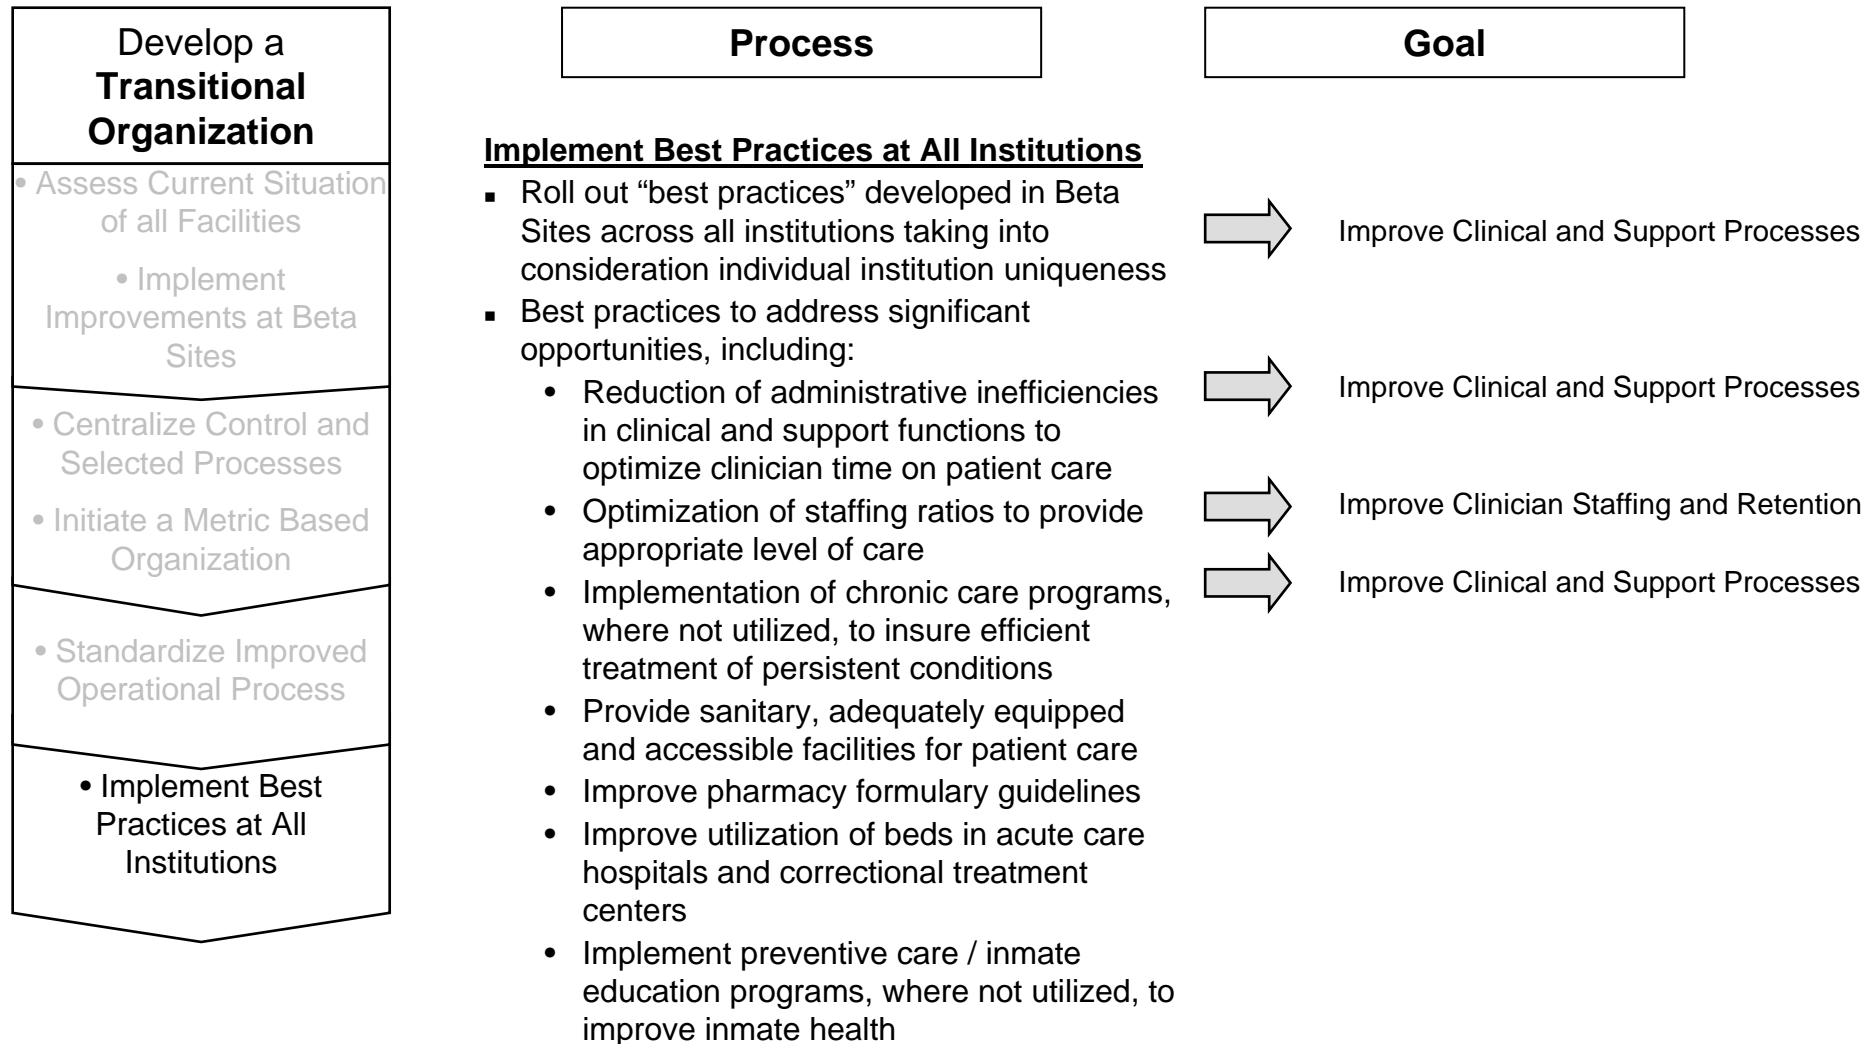 Develop a
Transitional
Organization
• Assess Current Situation
of all Facilities
• Implement
Improvements at Beta
Sites
• Centralize Control and
Selected Processes
• Initiate a Metric Based
Organization
• Standardize Improved
Operational Process
• Implement Best
Practices at All
Institutions
Process
Implement Best Practices at All Institutions
▪ Roll out “best practices” developed in Beta
Sites across all institutions taking into
consideration individual institution uniqueness
▪ Best practices to address significant
opportunities, including:
• Reduction of administrative inefficiencies
in clinical and support functions to
optimize clinician time on patient care
• Optimization of staffing ratios to provide
appropriate level of care
• Implementation of chronic care programs,
where not utilized, to insure efficient
treatment of persistent conditions
• Provide sanitary, adequately equipped
and accessible facilities for patient care
• Improve pharmacy formulary guidelines
• Improve utilization of beds in acute care
hospitals and correctional treatment
centers
• Implement preventive care / inmate
education programs, where not utilized, to
improve inmate health
Goal
Improve Clinical and Support Processes
Improve Clinical and Support Processes
Improve Clinician Staffing and Retention
Improve Clinical and Support Processes